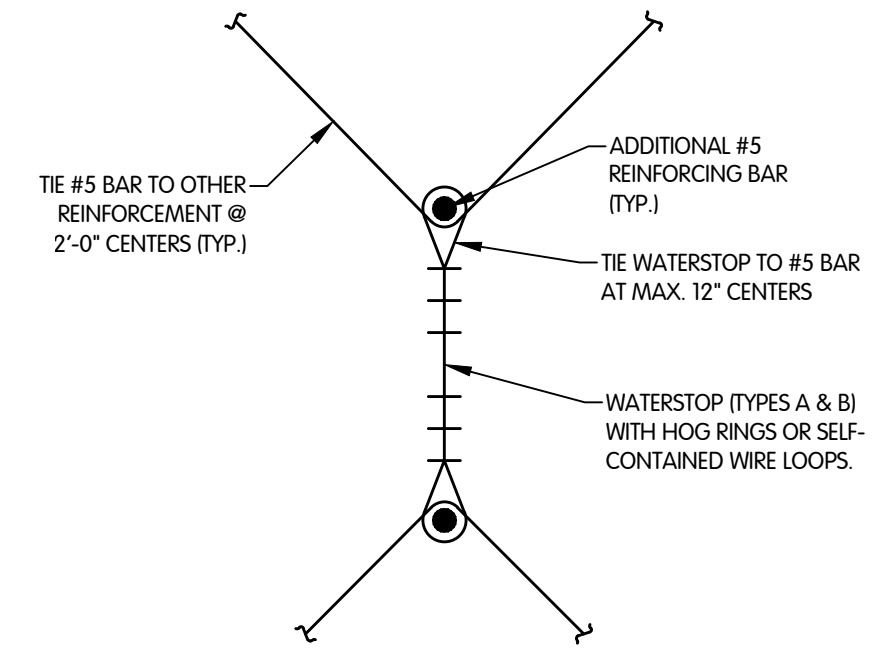 TIE #5 BAR TO OTHER
REINFORCEMENT @
2'-0" CENTERS (TYP.)
ADDITIONAL #5
REINFORCING BAR
(TYP.)
TIE WATERSTOP TO #5 BAR
AT MAX. 12" CENTERS
WATERSTOP (TYPES A & B)
WITH HOG RINGS OR SELF-
CONTAINED WIRE LOOPS.